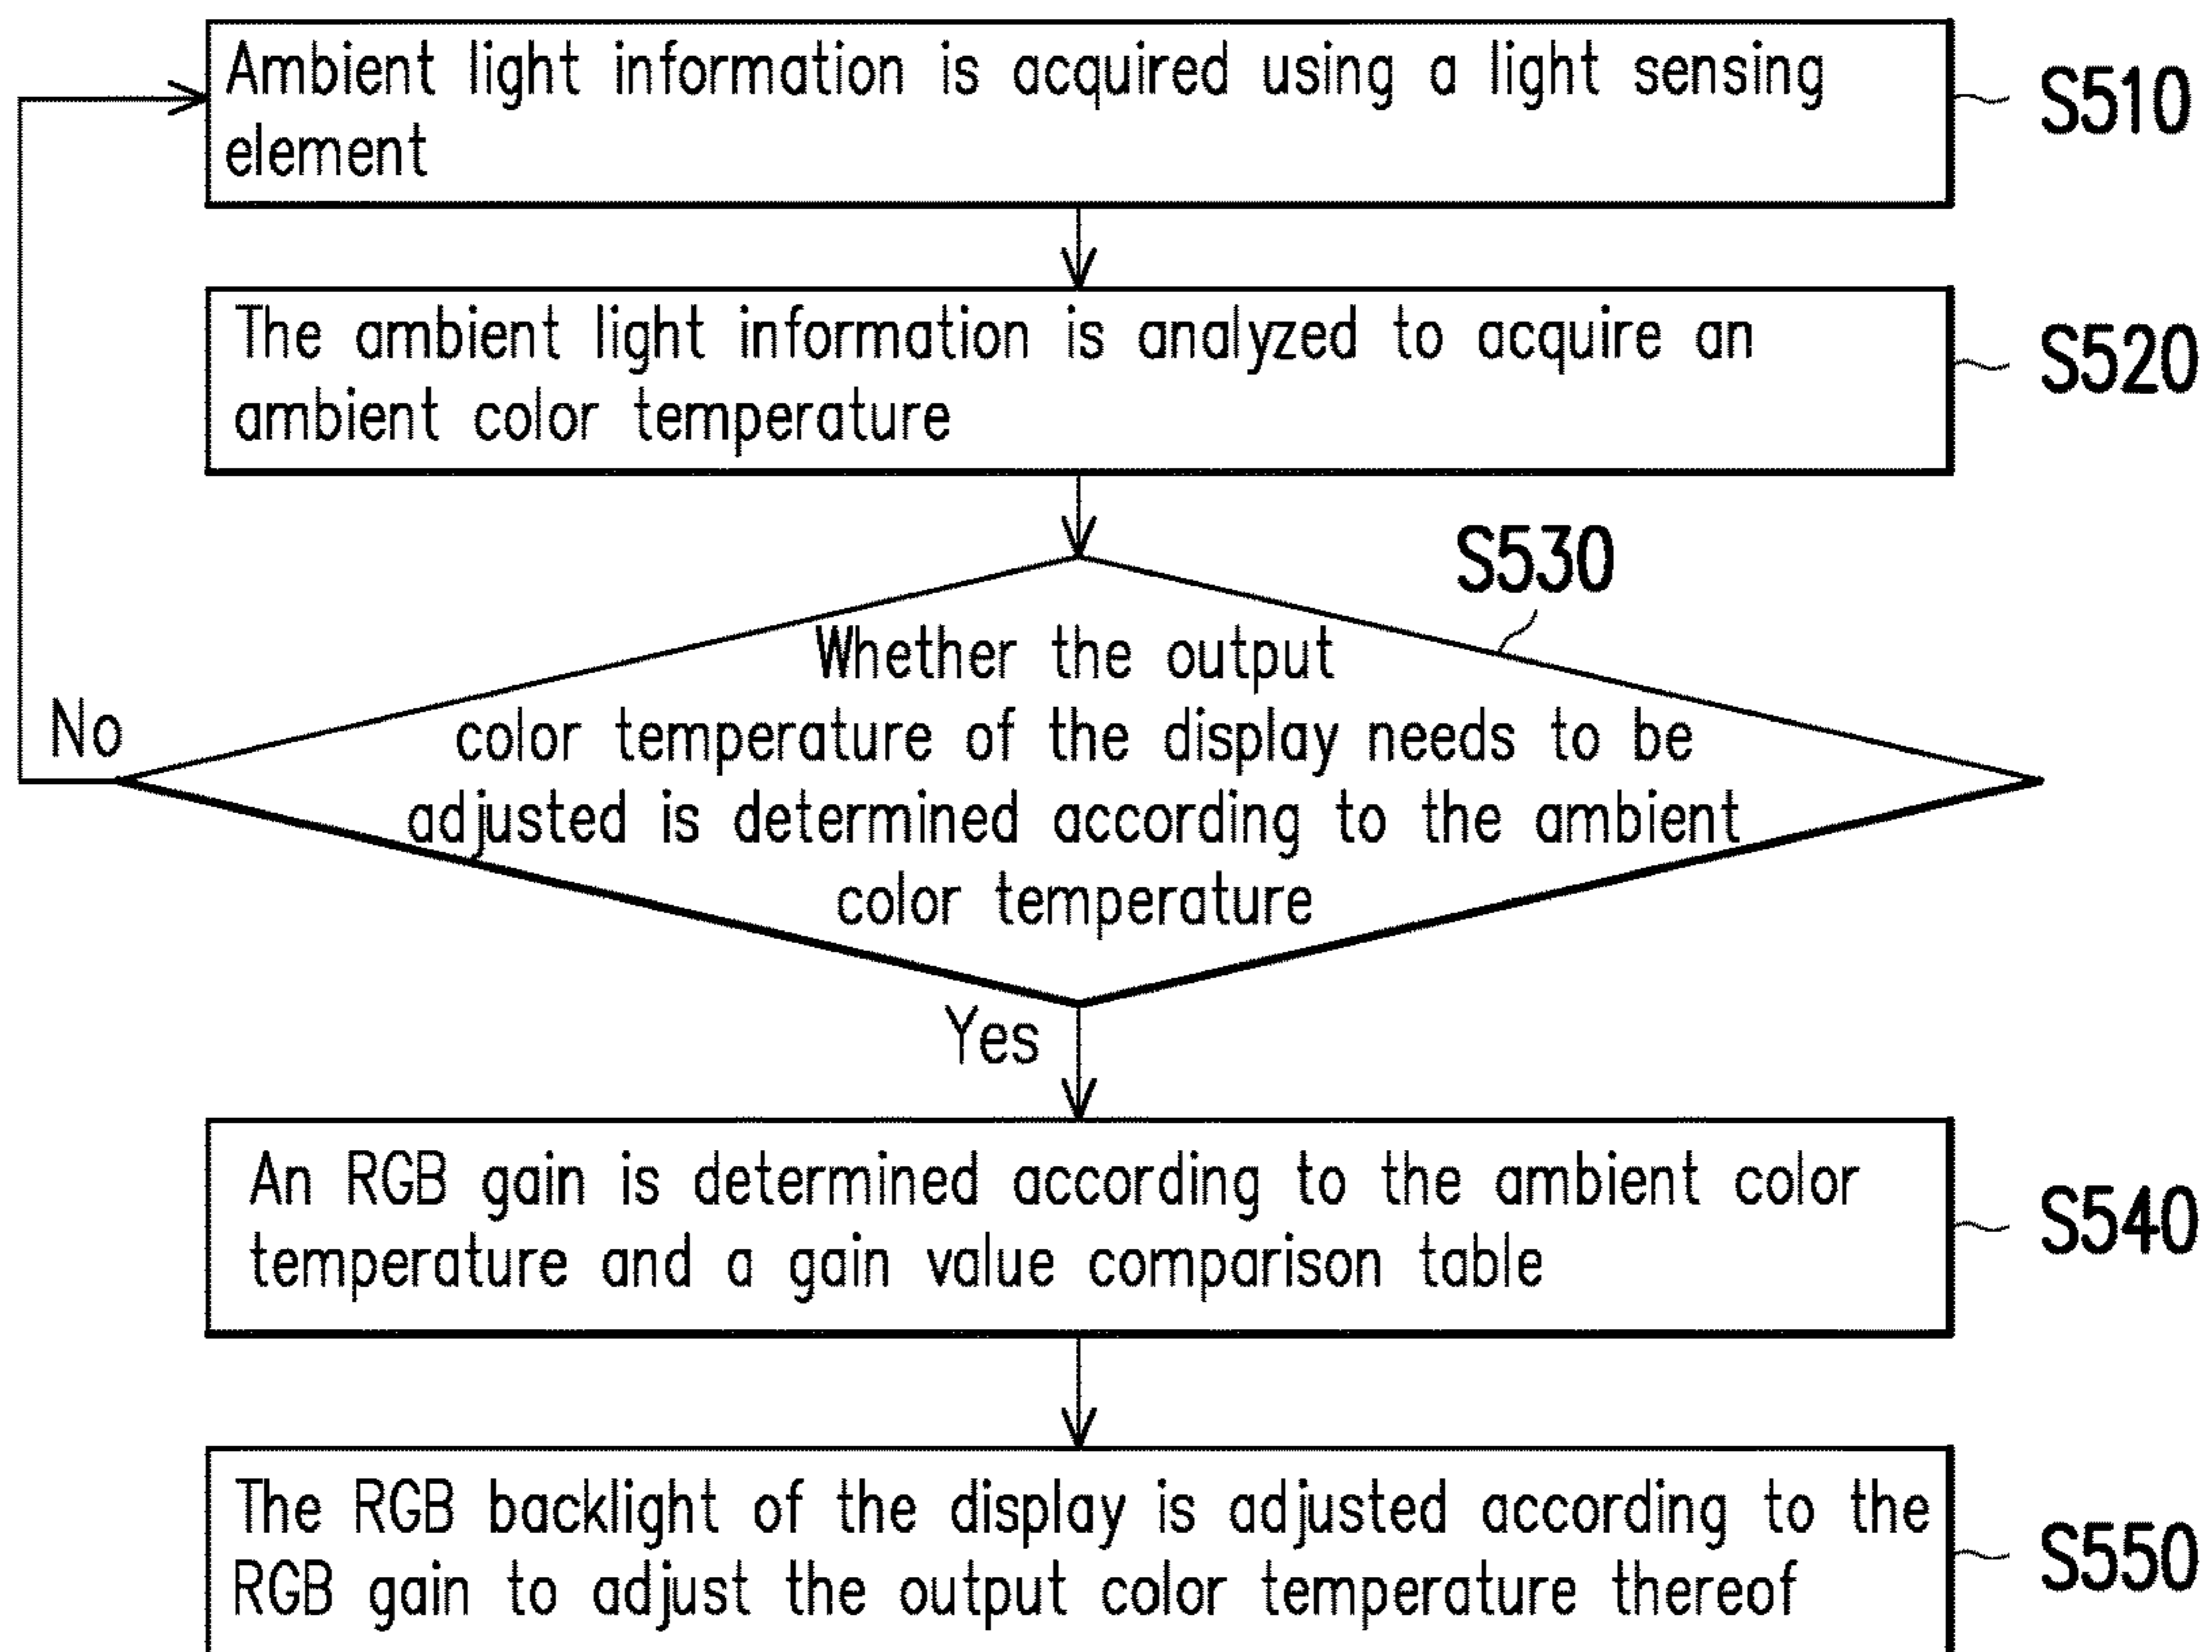 Ambient light information is acquired using a light sensing
element
S510
The ambient light information is analyzed to acquire an
ambient color temperature
S520
S530
Whether the output
color temperature of the display needs to be
adjusted is determined according to the ambient
color temperature
No
Yes
An RGB gain is determined according to the ambient color
temperature and a gain value comparison table
S540
The RGB backlight of the display is adjusted according to the
RGB gain to adjust the output color temperature thereof
S550